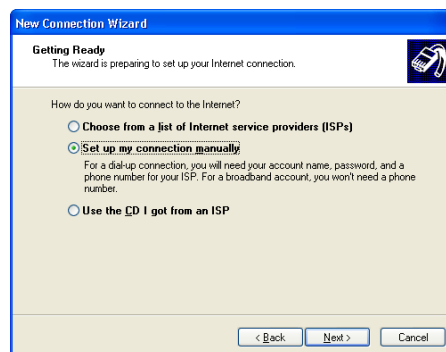 New Connection Wizard
Getting Ready
The wizard is preparing to set up your Internet connection.
How do you want to connect to the Internet?
Choose from a list of Internet service providers (ISPs)
Set up my connection manually
For a dial-up connection, you will need your account name, password, and a
phone number for your ISP. For a broadband account, you won't need a phone
number.
Use the CD I got from an ISP
< Back
Next >
Cancel